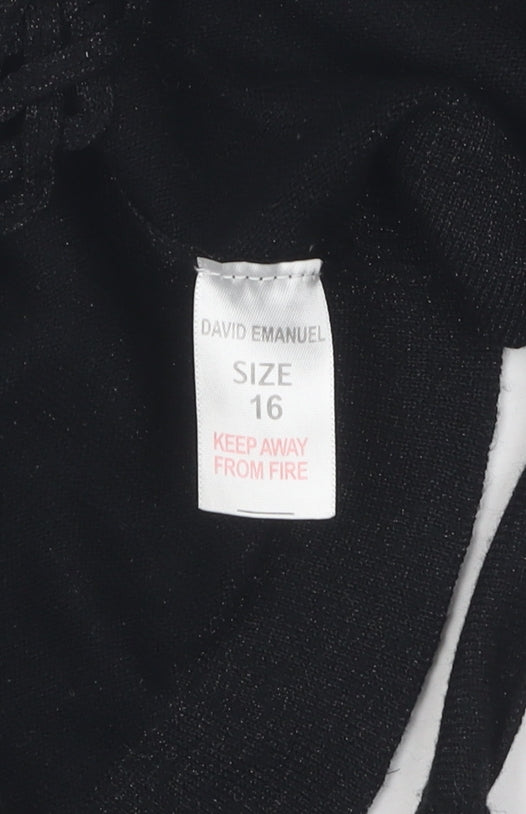 DAVID EMANUEL
SIZE
16
KEEP AWAY
FROM FIRE